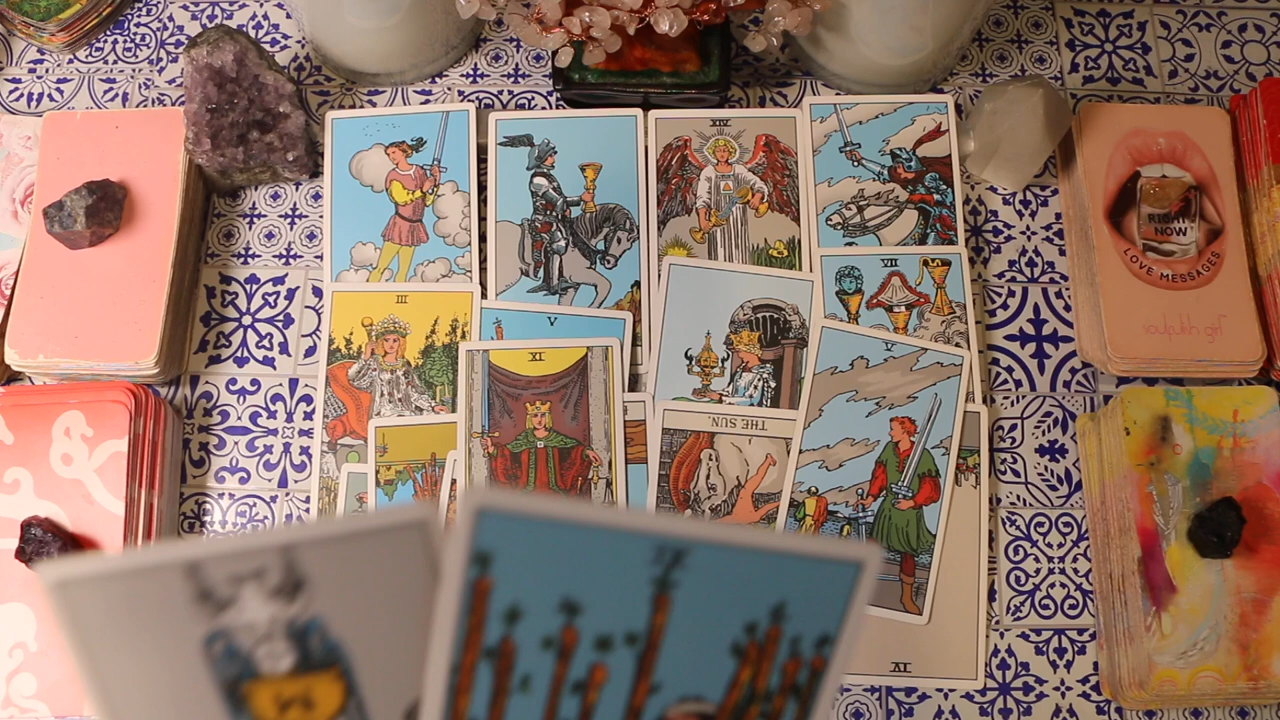 XIV
VII
III
V
RIGHT
NOW
LOVE MESSAGES
XI
V
THE SUN.
IV